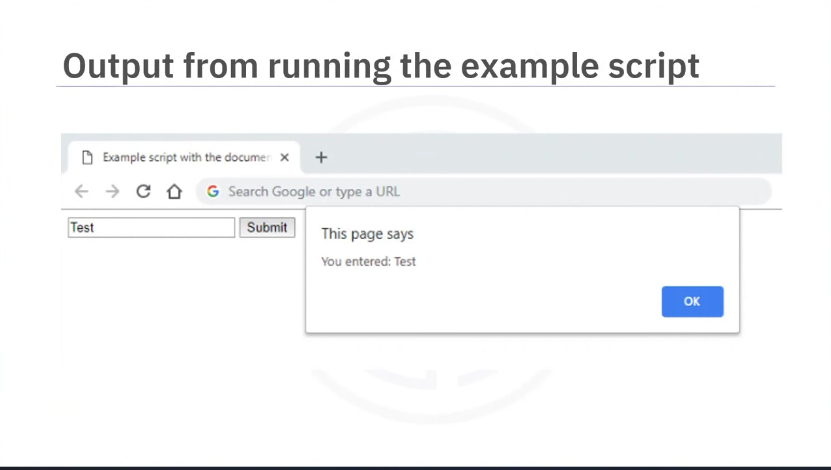 Output from running the example script
Example script with the documen
Search Google or type a URL
Test
Submit
This page says
You entered: Test
OK